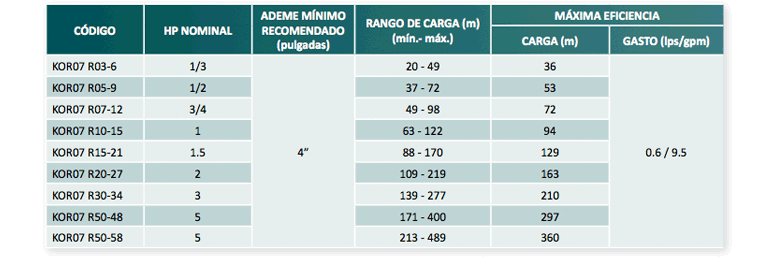 CÓDIGO HP NOMINAL ADEME MÍNIMO RECOMENDADO (pulgadas) RANGO DE CARGA (m) (mín.- máx.) MÁXIMA EFICIENCIA
CARGA (m) GASTO (lps/gpm)
KOR07 R03-6 1/3 20 - 49 36
KOR07 R05-9 1/2 37 - 72 53
KOR07 R07-12 3/4 49 - 98 72
KOR07 R10-15 1 63 - 122 94
KOR07 R15-21 1.5 4" 88 - 170 129 0.6 / 9.5
KOR07 R20-27 2 109 - 219 163
KOR07 R30-34 3 139 - 277 210
KOR07 R50-48 5 171 - 400 297
KOR07 R50-58 5 213 - 489 360